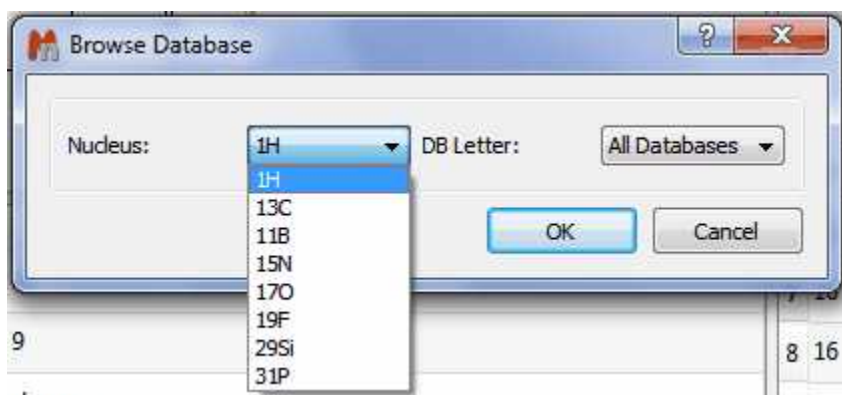 Browse Database
Nucleus: 1H DB Letter: All Databases
1H
13C
11B
15N
17O
19F
29Si
31P
OK Cancel
9
8 16